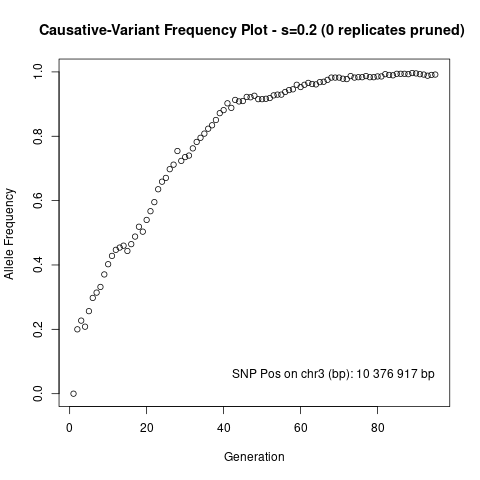 Causative-Variant Frequency Plot - s=0.2 (0 replicates pruned)
1.0
0.8
0.6
0.4
0.2
0.0
Allele Frequency
SNP Pos on chr3 (bp): 10 376 917 bp
0 20 40 60 80
Generation